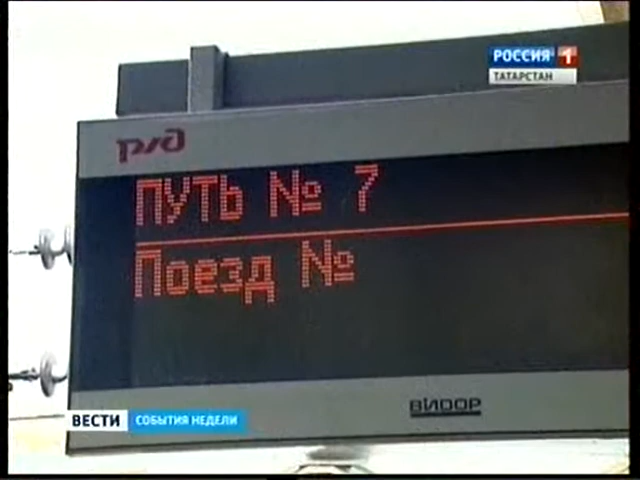 РОССИЯ 1
ТАТАРСТАН
ржд
ПУТЬ № 7
Поезд №
ВИДОР
ВЕСТИ СОБЫТИЯ НЕДЕЛИ